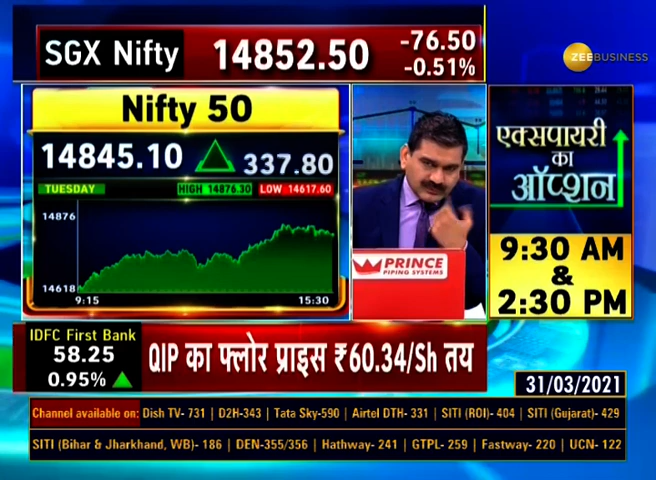 SGX Nifty 14852.50 -76.50
-0.51%
ZEE BUSINESS
Nifty 50
14845.10 337.80
TUESDAY HIGH 14876.30 LOW 14617.60
14876
14618
9:15 15:30
PRINCE
PIPING SYSTEMS
एक्सपायरी
का
ऑप्शन
9:30 AM
&
2:30 PM
IDFC First Bank
58.25
0.95%
QIP का फ्लोर प्राइस ₹60.34/Sh तय
31/03/2021
Channel available on: Dish TV- 731 | D2H-343 | Tata Sky-590 | Airtel DTH- 331 | SITI (ROI)- 404 | SITI (Gujarat)- 429
SITI (Bihar & Jharkhand, WB)- 186 | DEN-355/356 | Hathway- 241 | GTPL- 259 | Fastway- 220 | UCN- 122